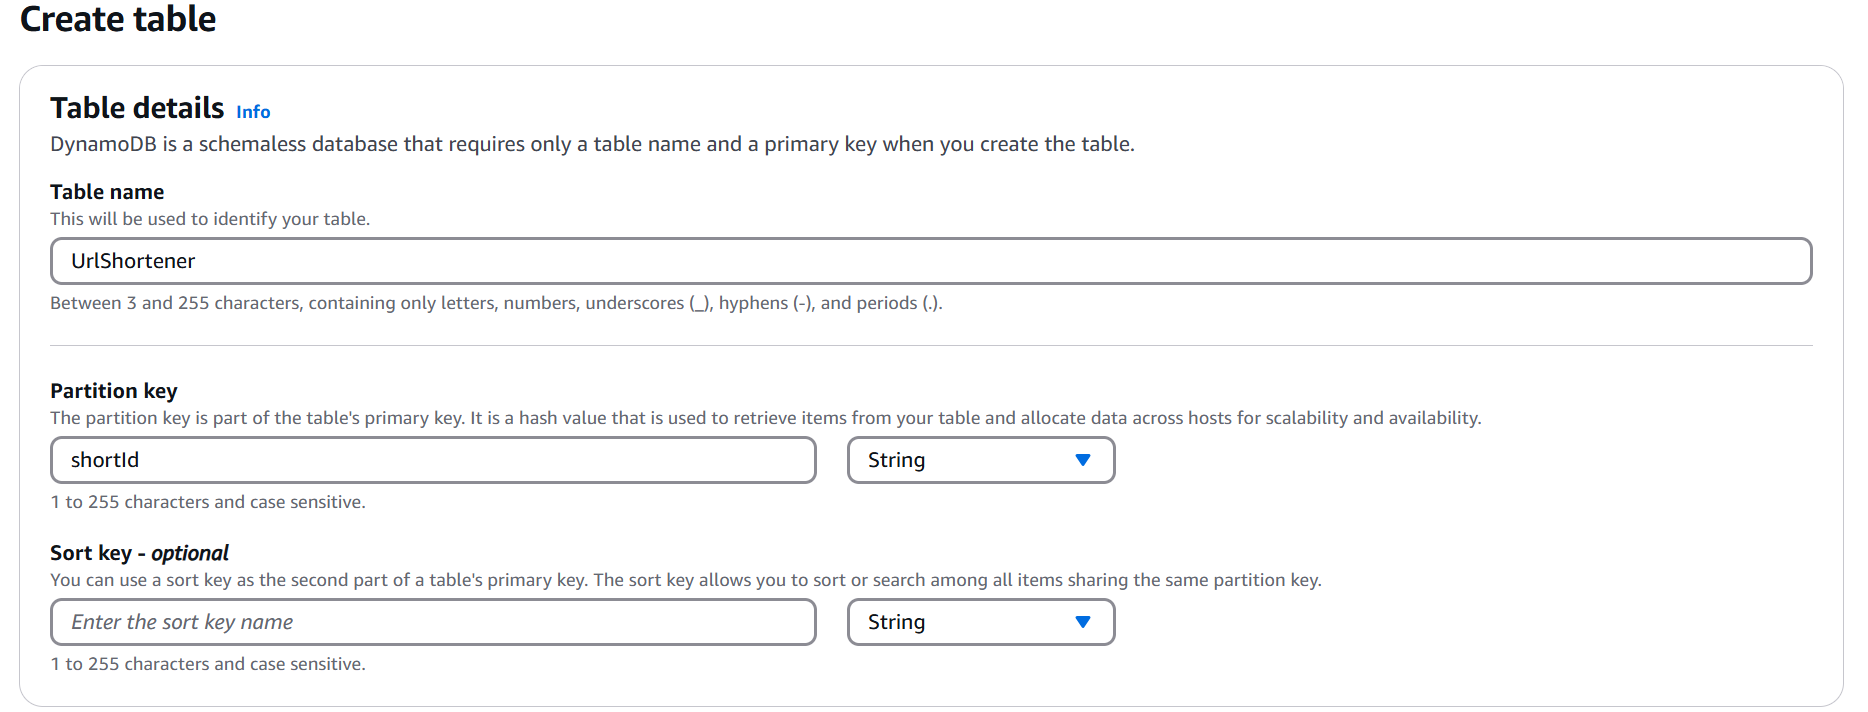 Create table
Table details Info
DynamoDB is a schemaless database that requires only a table name and a primary key when you create the table.
Table name
This will be used to identify your table.
UrlShortener
Between 3 and 255 characters, containing only letters, numbers, underscores (_), hyphens (-), and periods (.).
Partition key
The partition key is part of the table's primary key. It is a hash value that is used to retrieve items from your table and allocate data across hosts for scalability and availability.
shortId String
1 to 255 characters and case sensitive.
Sort key - optional
You can use a sort key as the second part of a table's primary key. The sort key allows you to sort or search among all items sharing the same partition key.
Enter the sort key name String
1 to 255 characters and case sensitive.